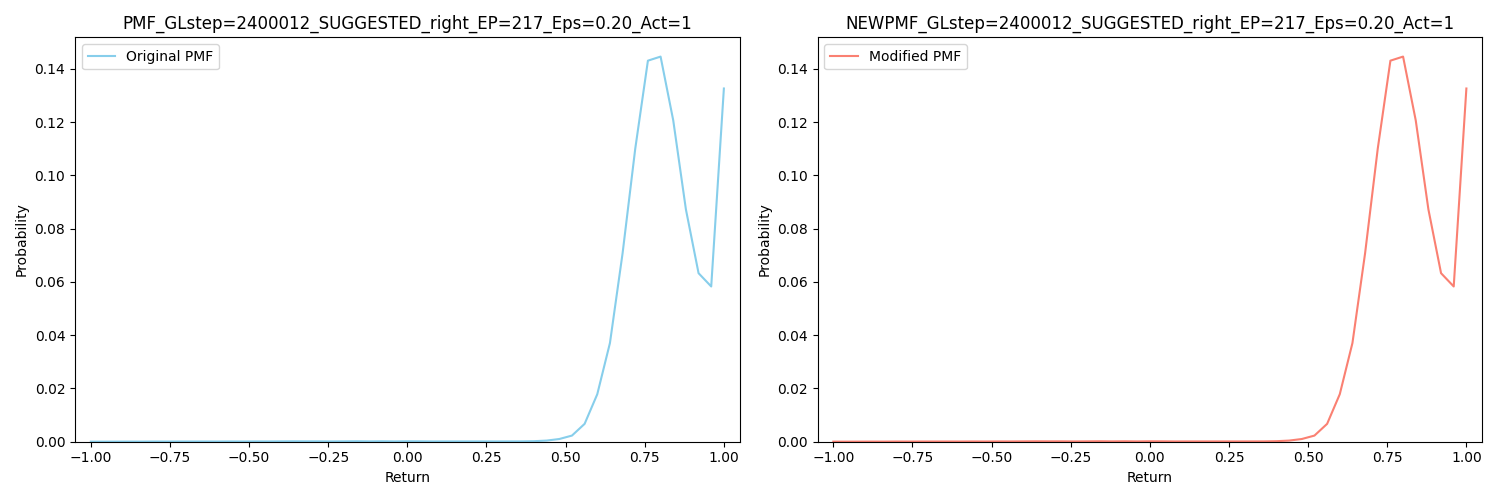 PMF_GLstep=2400012_SUGGESTED_right_EP=217_Eps=0.20_Act=1
Original PMF
0.14
0.12
0.10
0.08
0.06
0.04
0.02
0.00
Probability
−1.00 −0.75 −0.50 −0.25 0.00 0.25 0.50 0.75 1.00
Return
NEWPMF_GLstep=2400012_SUGGESTED_right_EP=217_Eps=0.20_Act=1
Modified PMF
0.14
0.12
0.10
0.08
0.06
0.04
0.02
0.00
Probability
−1.00 −0.75 −0.50 −0.25 0.00 0.25 0.50 0.75 1.00
Return